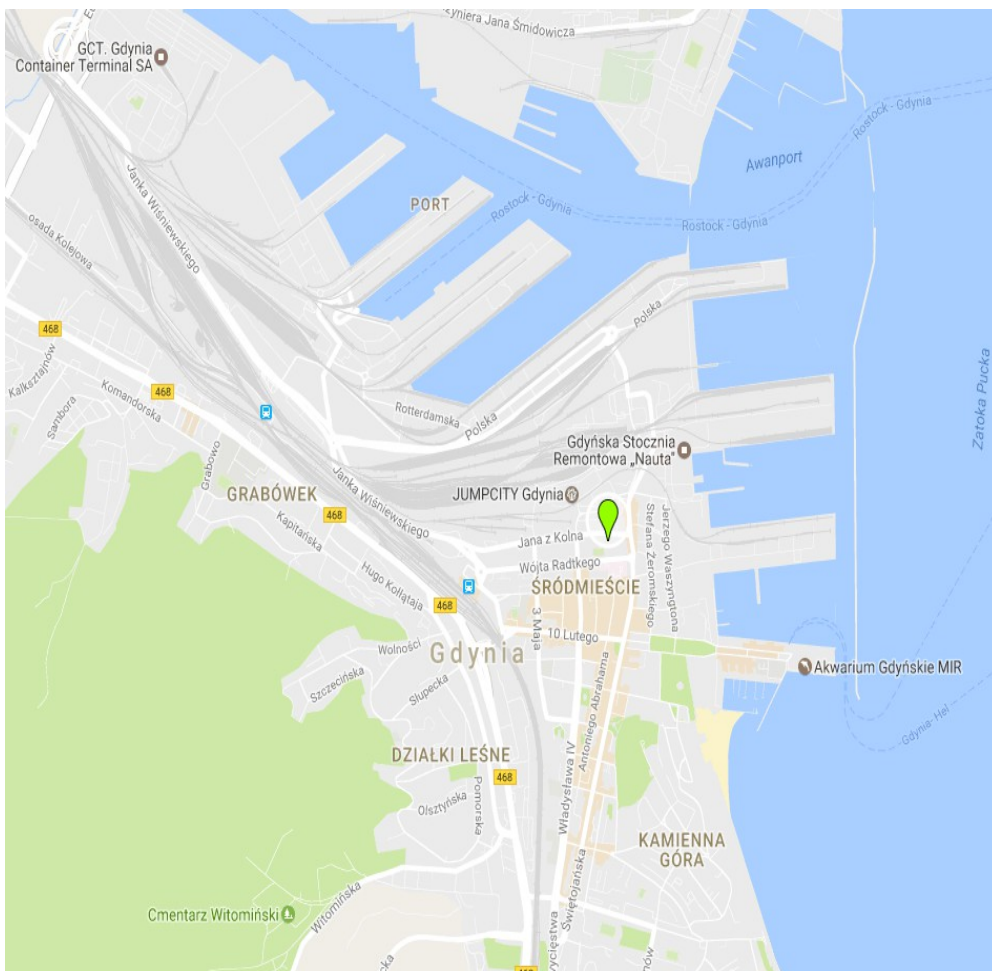 Inżyniera Jana Śmidowicza
GCT. Gdynia
Container Terminal SA
Rostock - Gdynia
Awanport
Janka Wiśniewskiego
PORT
Rostock - Gdynia
Rostock - Gdynia
osada Kolejowa
Polska
468
Kalksztajnów
Sambora
Komandorska
468
Zatoka Pucka
Rotterdamska
Polska
Grabowo
Gdyńska Stocznia
Remontowa „Nauta"
GRABÓWEK
Janka Wiśniewskiego
JUMPCITY Gdynia
468
Kapitańska
Jana z Kolna
Stefana Żeromskiego
Jerzego Waszyngtona
Hugo Kołłątaja
Wójta Radtkego
ŚRÓDMIEŚCIE
468
3 Maja
10 Lutego
Wolności
Gdynia
Akwarium Gdyńskie MIR
Szczecińska
Słupecka
Antoniego Abrahama
Gdynia- Hel
DZIAŁKI LEŚNE
468
Władysława IV
Olsztyńska
Pomorska
KAMIENNA
GÓRA
Świętojańska
Witomińska
Cmentarz Witomiński
468